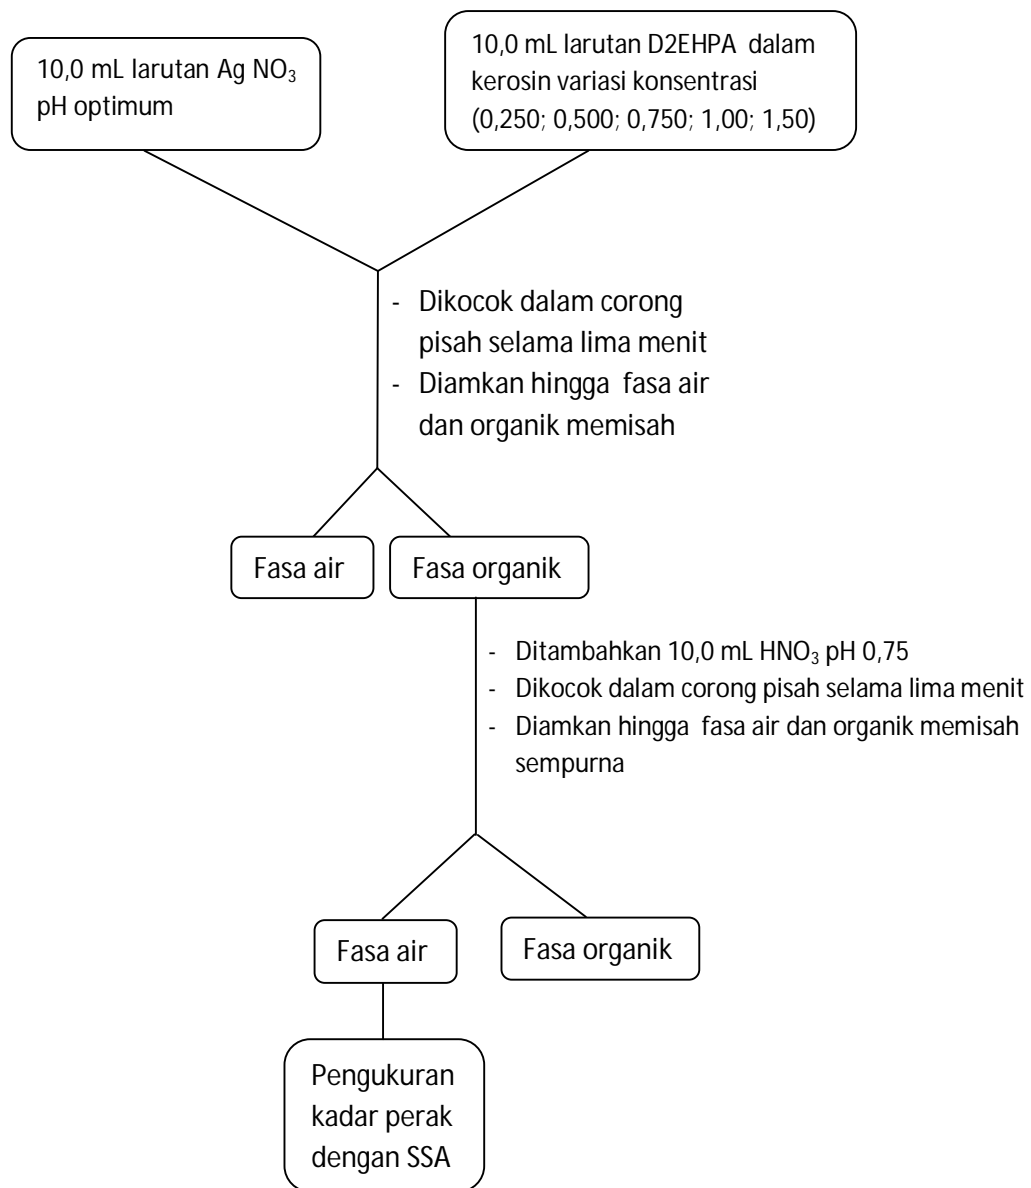 10,0 mL larutan Ag NO₃
pH optimum
10,0 mL larutan D2EHPA dalam
kerosin variasi konsentrasi
(0,250; 0,500; 0,750; 1,00; 1,50)
- Dikocok dalam corong
pisah selama lima menit
- Diamkan hingga fasa air
dan organik memisah
Fasa air
Fasa organik
- Ditambahkan 10,0 mL HNO₃ pH 0,75
- Dikocok dalam corong pisah selama lima menit
- Diamkan hingga fasa air dan organik memisah
sempurna
Fasa air
Fasa organik
Pengukuran
kadar perak
dengan SSA